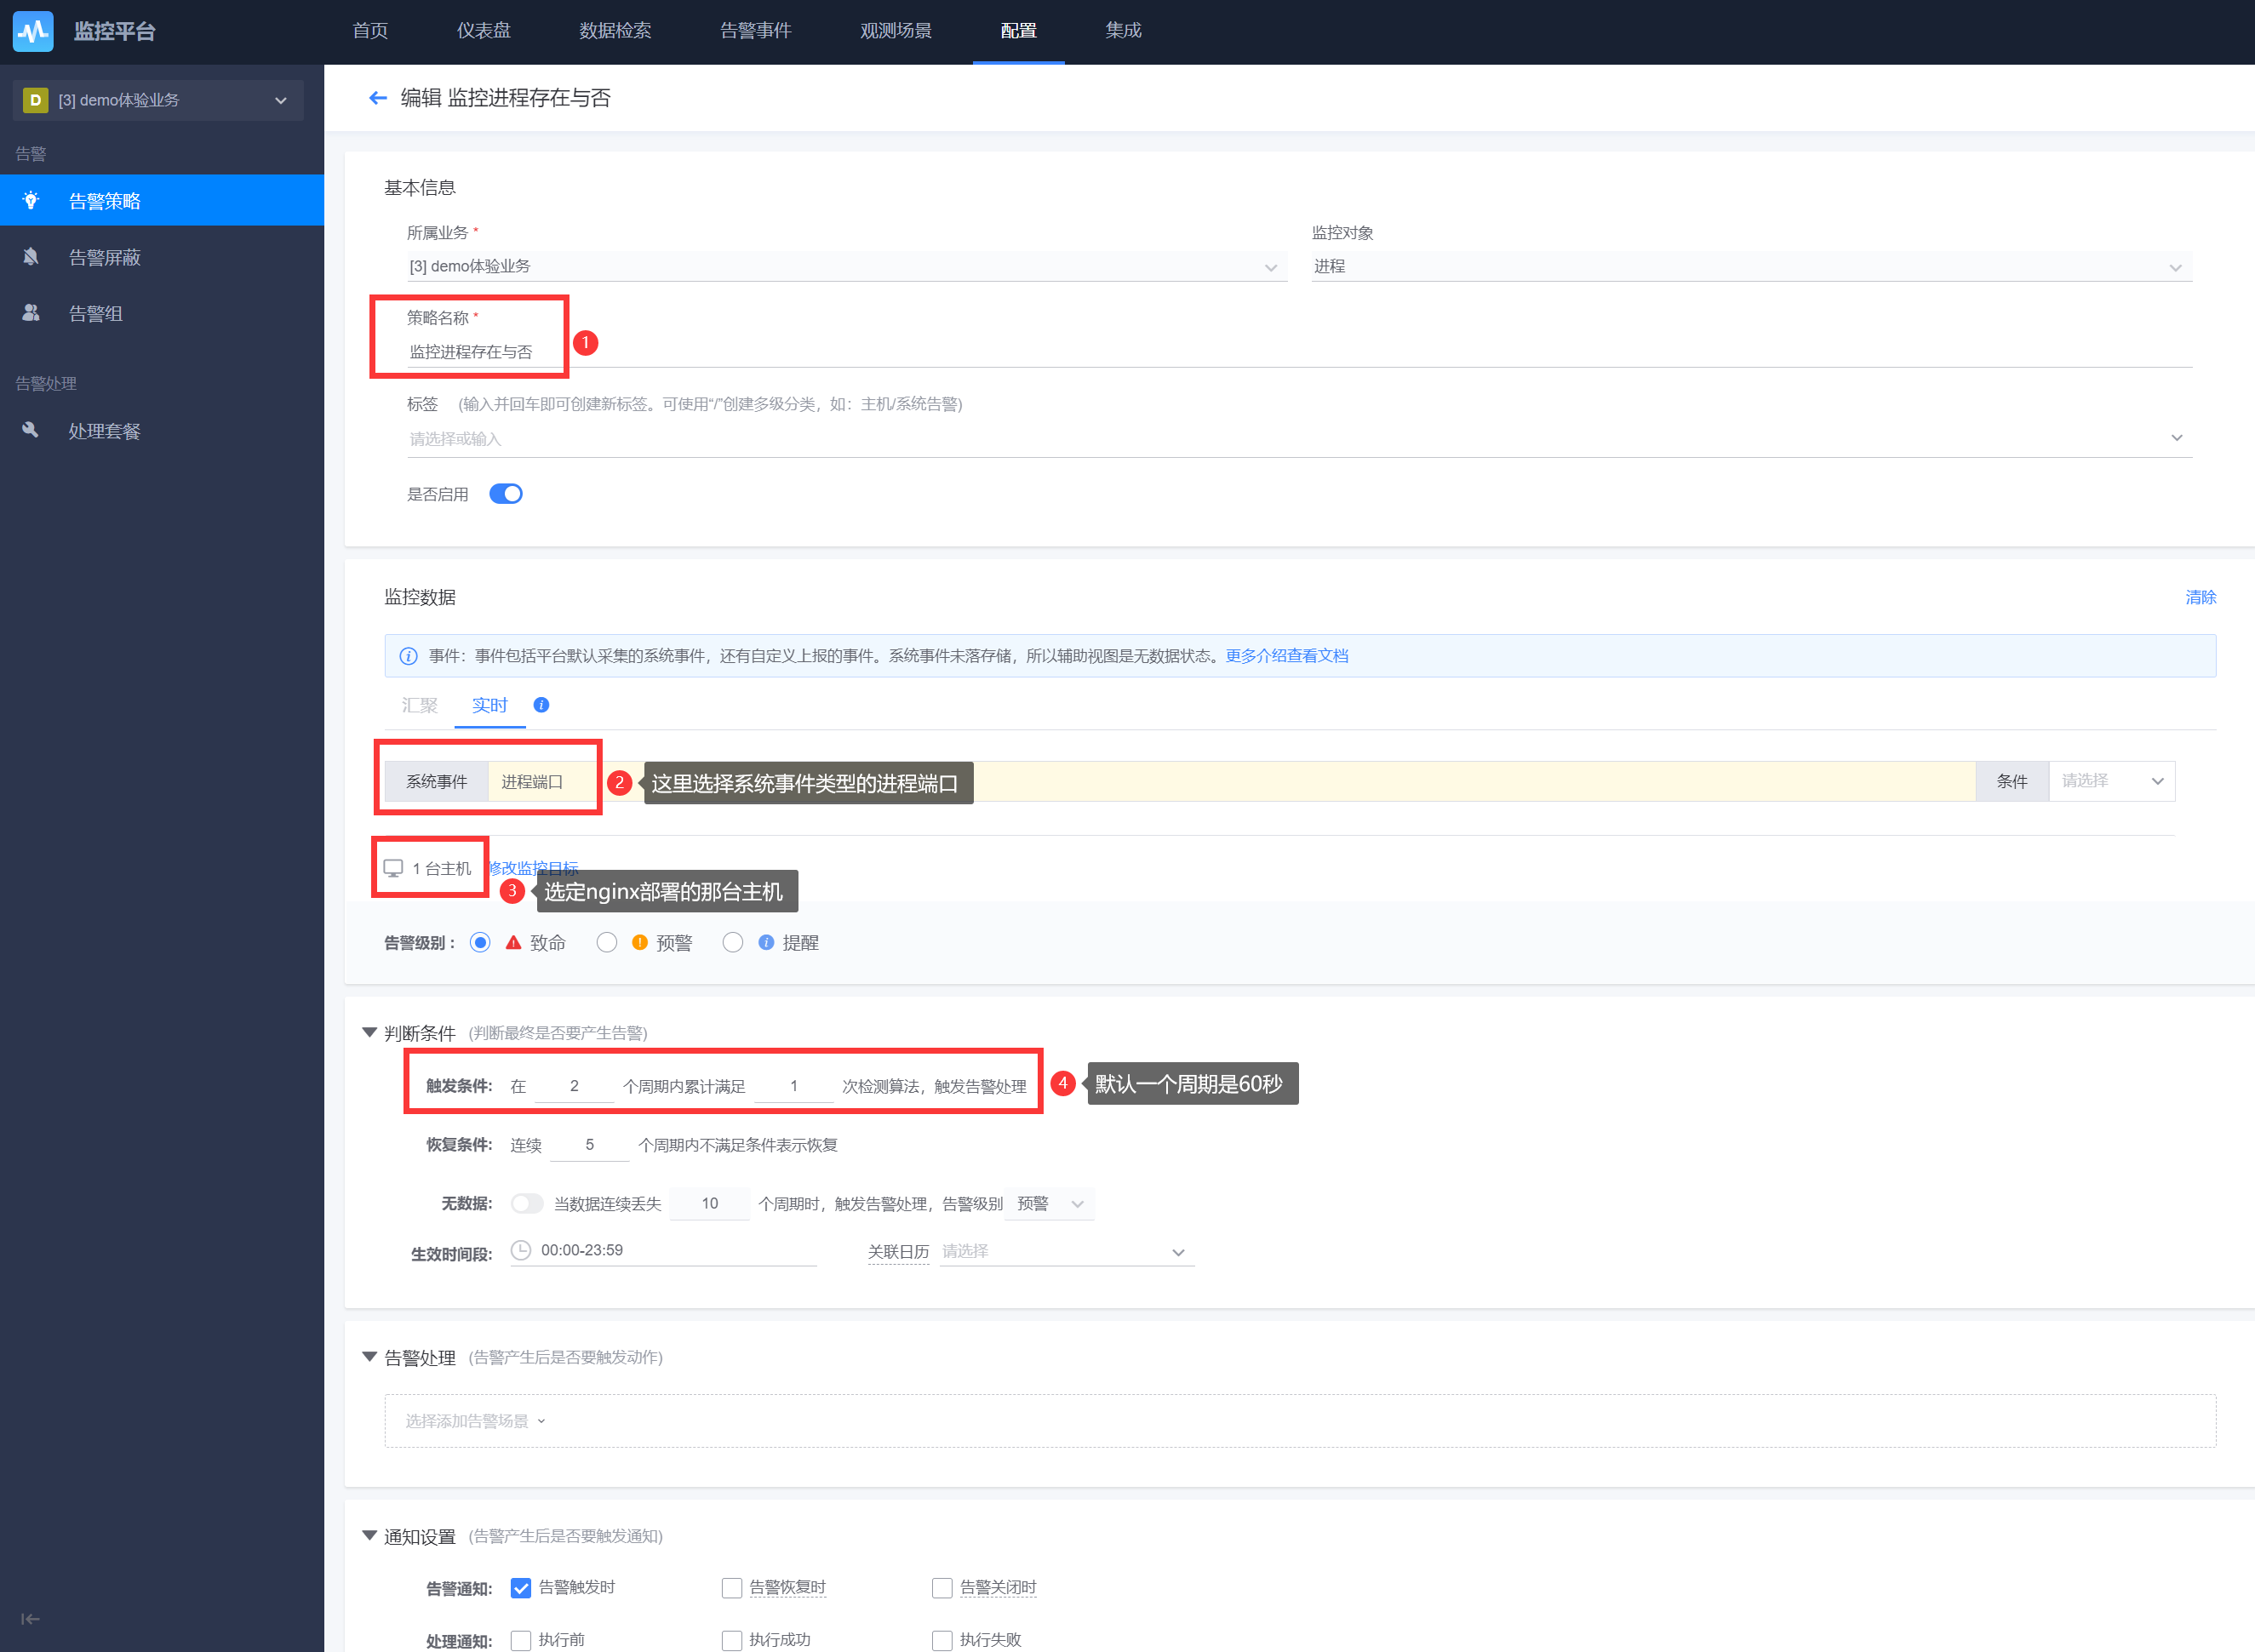 监控平台
首页 仪表盘 数据检索 告警事件 观测场景 配置 集成
D [3] demo体验业务
告警
告警策略
告警屏蔽
告警组
告警处理
处理套餐
编辑 监控进程存在与否
基本信息
所属业务 * 监控对象
[3] demo体验业务 进程
策略名称 *
监控进程存在与否 1
标签 (输入并回车即可创建新标签。可使用“/”创建多级分类，如：主机/系统告警)
请选择或输入
是否启用
监控数据 清除
事件：事件包括平台默认采集的系统事件，还有自定义上报的事件。系统事件未落存储，所以辅助视图是无数据状态。更多介绍查看文档
汇聚 实时
系统事件 进程端口 2 这里选择系统事件类型的进程端口 条件 请选择
1 台主机 修改监控目标
3 选定nginx部署的那台主机
告警级别： 致命 预警 提醒
判断条件 (判断最终是否要产生告警)
触发条件: 在 2 个周期内累计满足 1 次检测算法，触发告警处理 4 默认一个周期是60秒
恢复条件: 连续 5 个周期内不满足条件表示恢复
无数据: 当数据连续丢失 10 个周期时，触发告警处理，告警级别 预警
生效时间段: 00:00-23:59 关联日历 请选择
告警处理 (告警产生后是否要触发动作)
选择添加告警场景
通知设置 (告警产生后是否要触发通知)
告警通知: 告警触发时 告警恢复时 告警关闭时
处理通知: 执行前 执行成功 执行失败